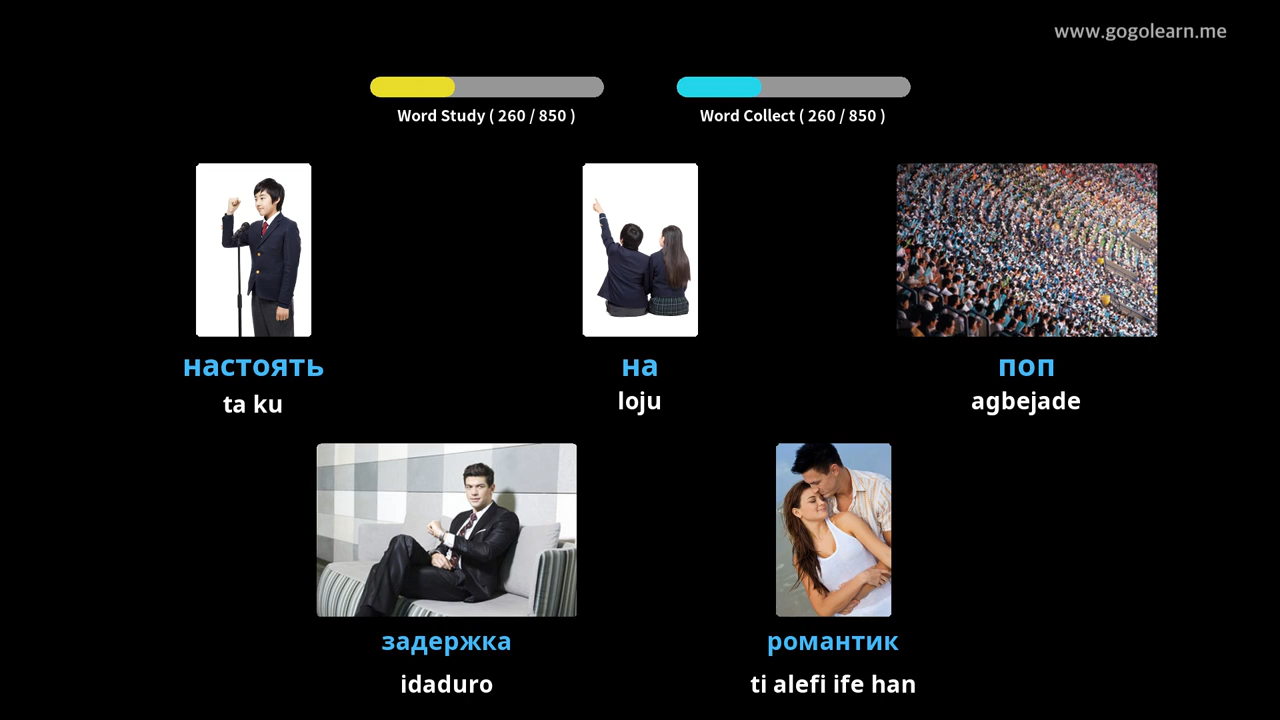 www.gogolearn.me
Word Study ( 260 / 850 )
Word Collect ( 260 / 850 )
настоять
ta ku
на
loju
поп
agbejade
задержка
idaduro
романтик
ti alefi ife han